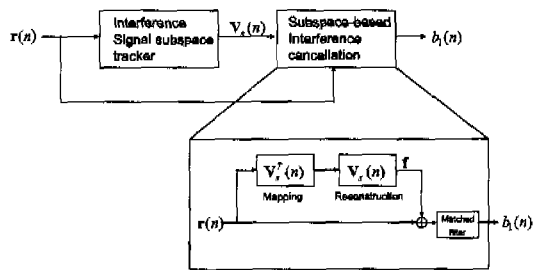 r(n)
Interference
Signal subspace
tracker
V_s(n)
Subspace-based
Interference
cancellation
b_1(n)
V_s^T(n)
Mapping
V_s(n)
Reconstruction
f
r(n)
Matched
filter
b_1(n)